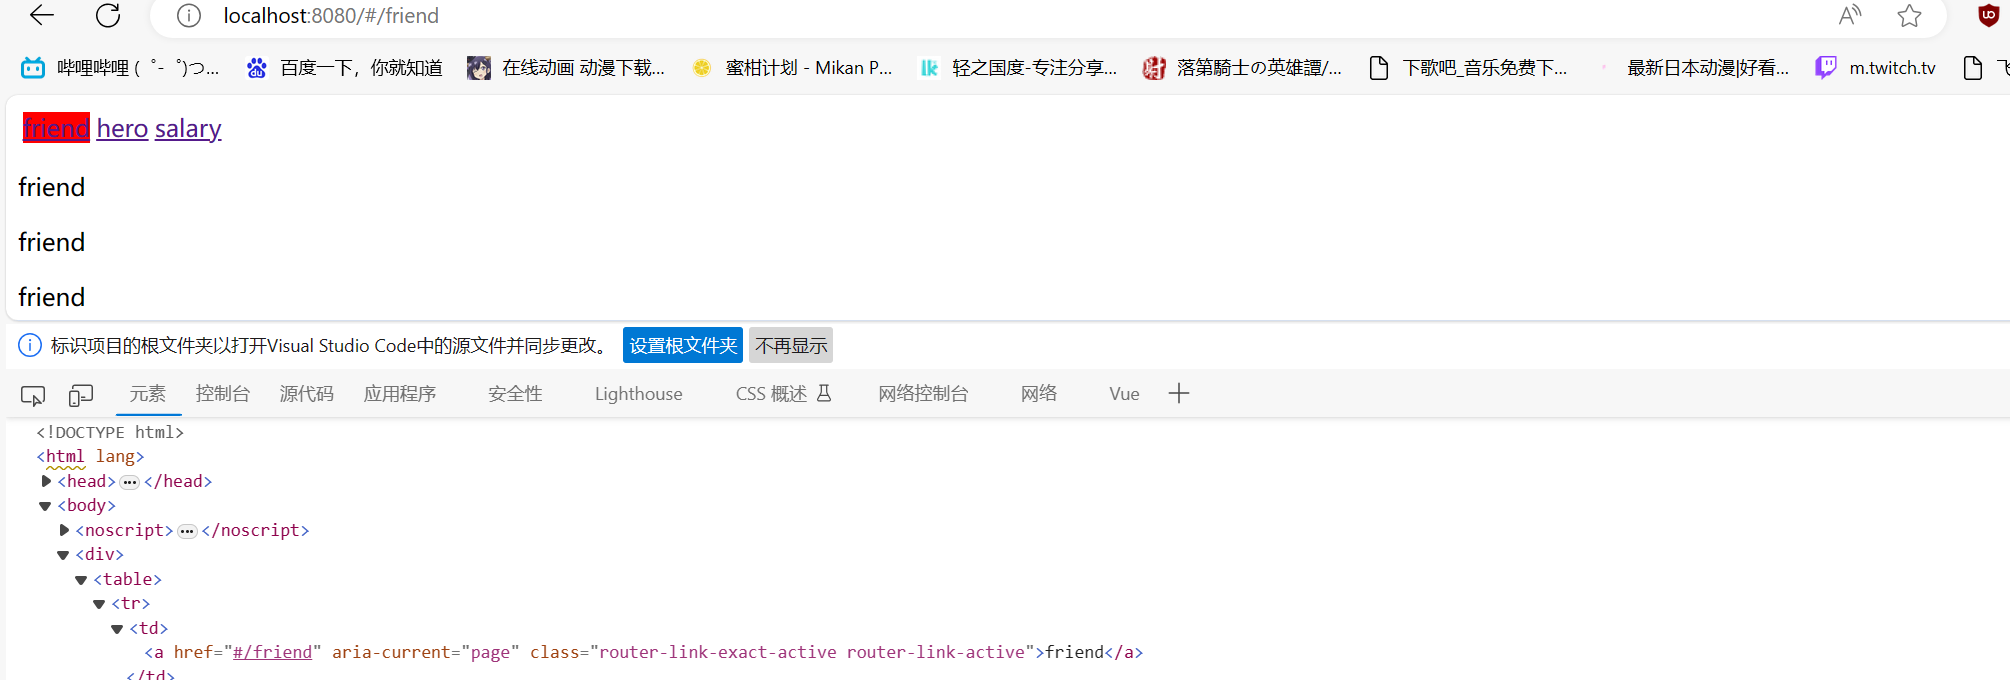 localhost:8080/#/friend
哔哩哔哩 (゜-゜)つ... 百度一下，你就知道 在线动画 动漫下载... 蜜柑计划 - Mikan P... 轻之国度-专注分享... 落第騎士の英雄譚/... 下歌吧_音乐免费下... 最新日本动漫|好看... m.twitch.tv
friend hero salary
friend
friend
friend
标识项目的根文件夹以打开Visual Studio Code中的源文件并同步更改。 设置根文件夹 不再显示
元素 控制台 源代码 应用程序 安全性 Lighthouse CSS 概述 网络控制台 网络 Vue
<!DOCTYPE html>
<html lang>
<head>…</head>
<body>
<noscript>…</noscript>
<div>
<table>
<tr>
<td>
<a href="#/friend" aria-current="page" class="router-link-exact-active router-link-active">friend</a>
</td>